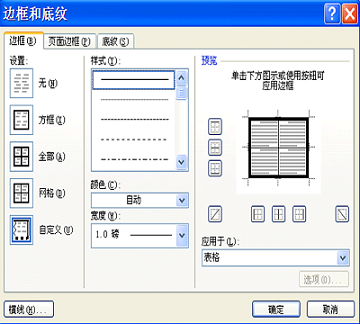 边框和底纹
边框(B)
页面边框(P)
底纹(S)
设置:
无(N)
方框(X)
全部(A)
网格(D)
自定义(U)
样式(Y):
颜色(C):
自动
宽度(W):
1.0 磅
预览
单击下方图示或使用按钮可
应用边框
应用于(L):
表格
选项(O)...
横线(H)...
确定
取消